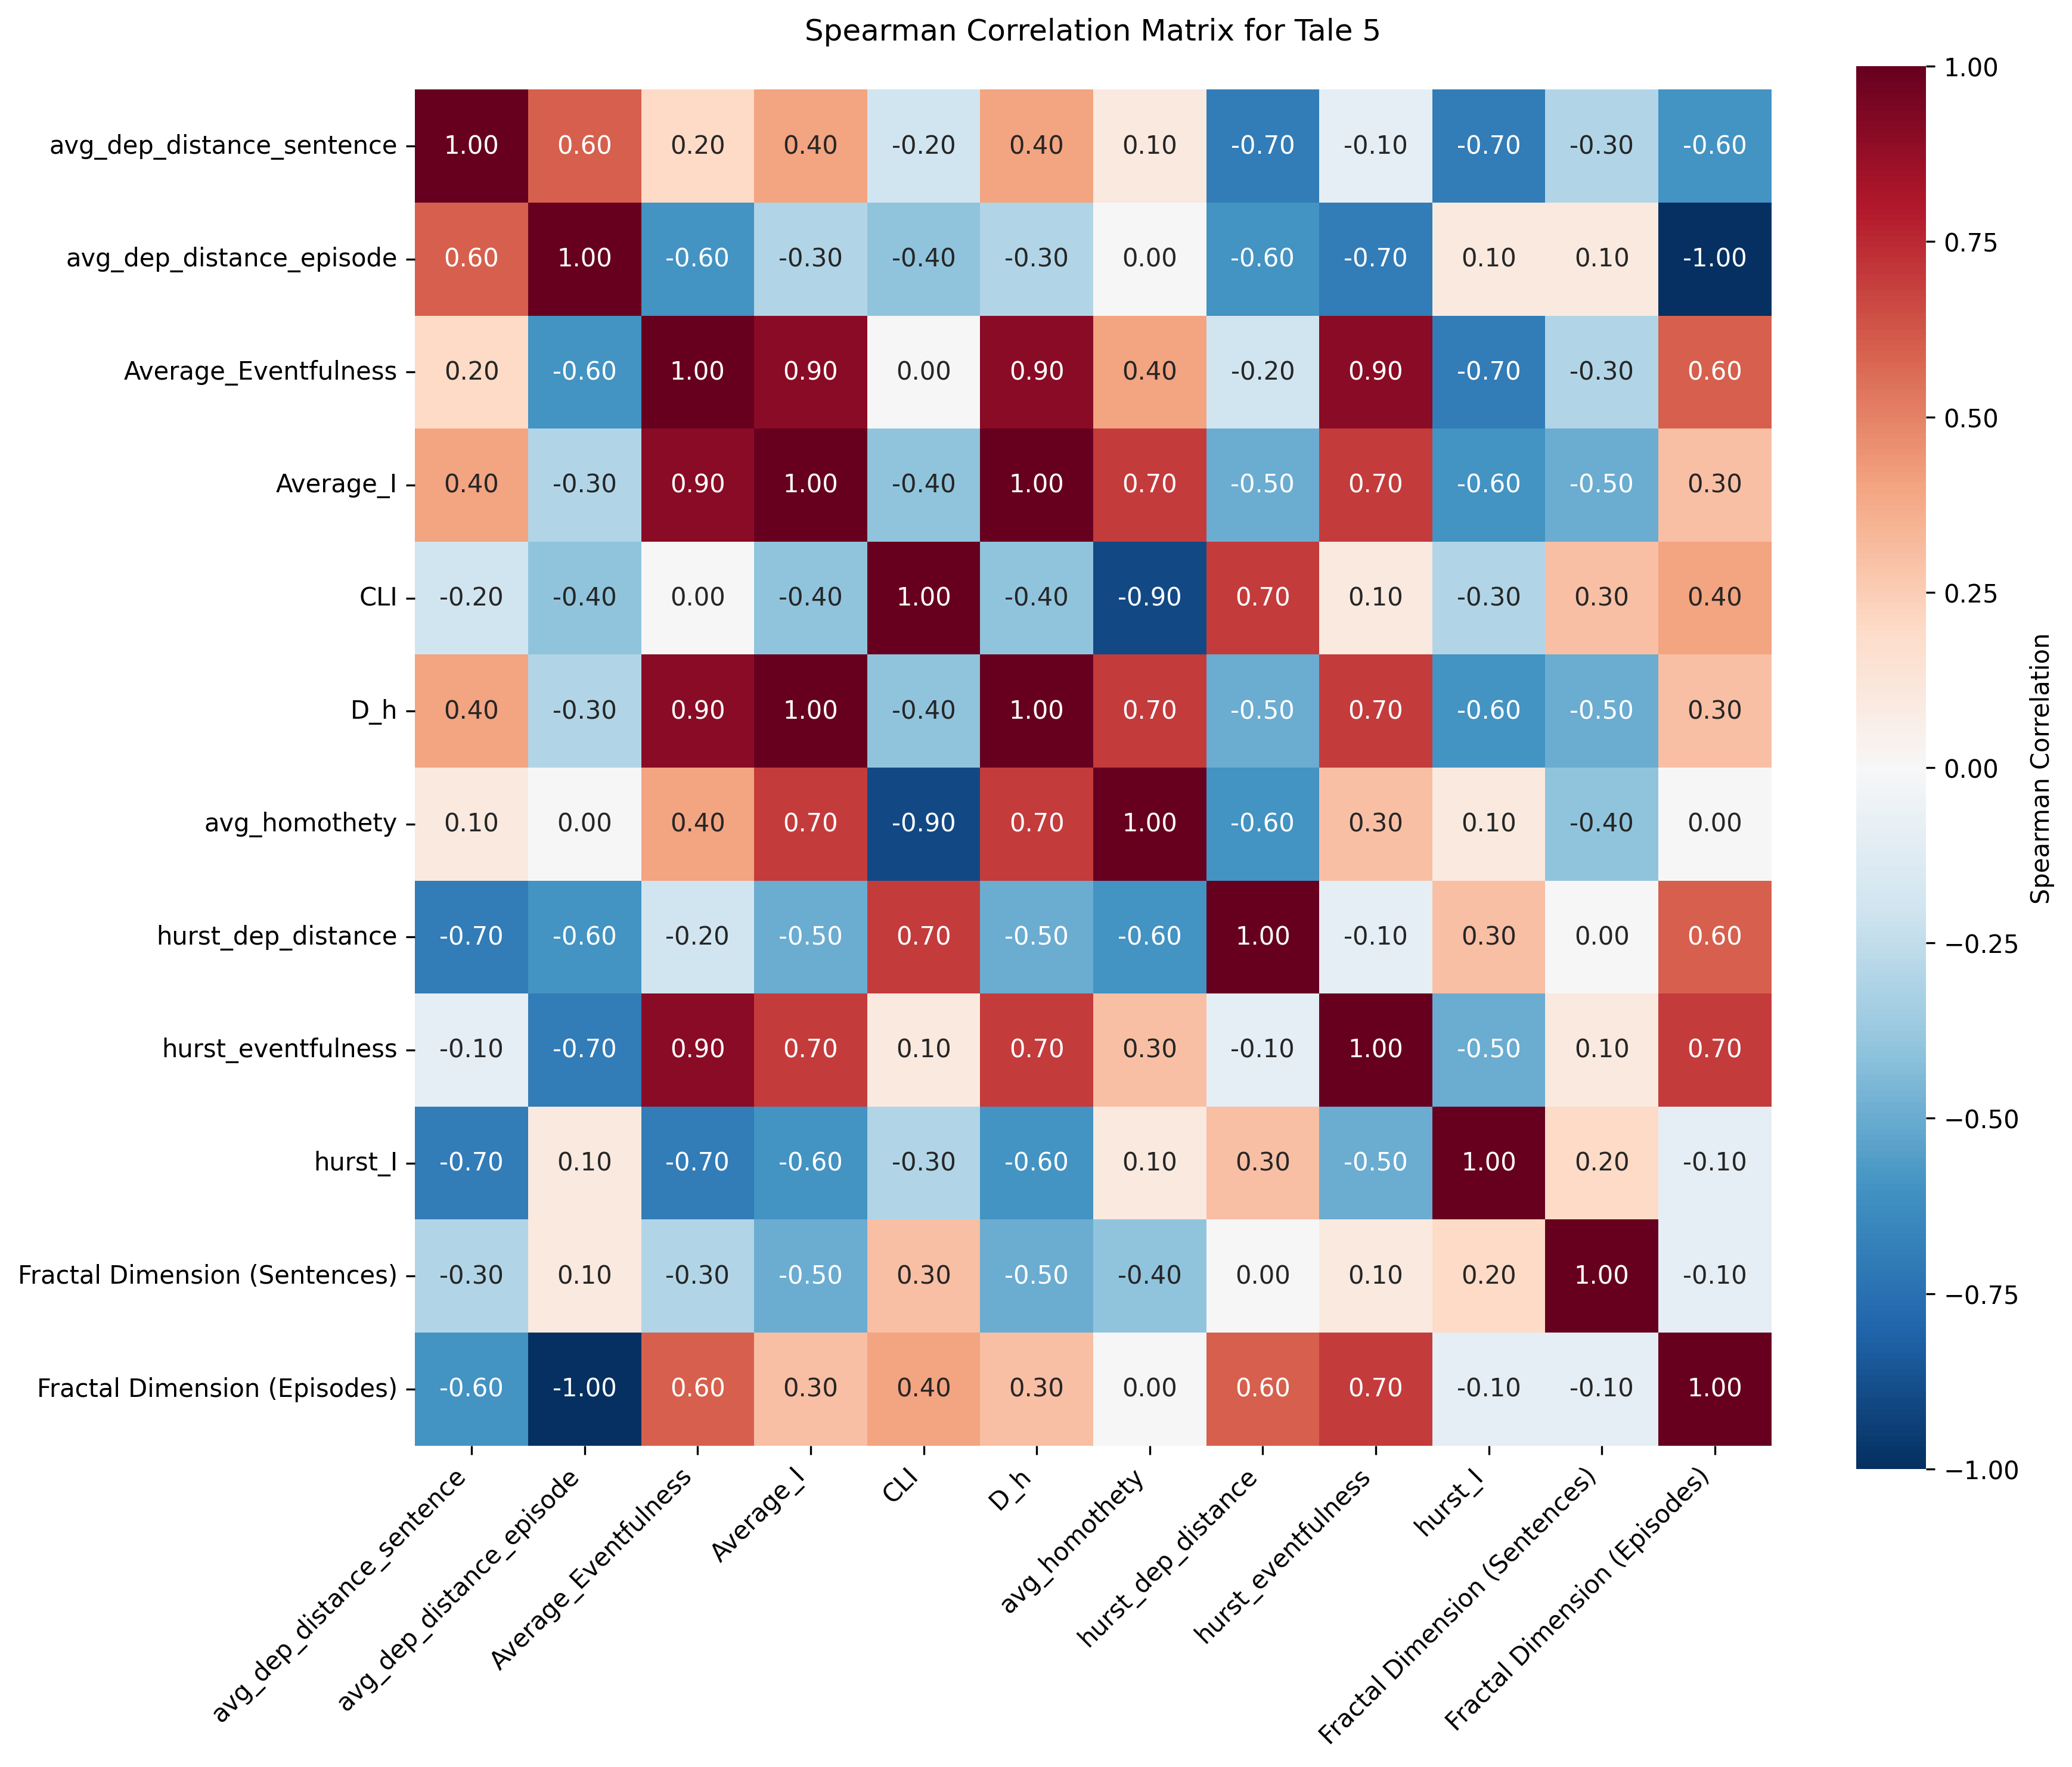 Spearman Correlation Matrix for Tale 5
avg_dep_distance_sentence 1.00 0.60 0.20 0.40 -0.20 0.40 0.10 -0.70 -0.10 -0.70 -0.30 -0.60
avg_dep_distance_episode 0.60 1.00 -0.60 -0.30 -0.40 -0.30 0.00 -0.60 -0.70 0.10 0.10 -1.00
Average_Eventfulness 0.20 -0.60 1.00 0.90 0.00 0.90 0.40 -0.20 0.90 -0.70 -0.30 0.60
Average_I 0.40 -0.30 0.90 1.00 -0.40 1.00 0.70 -0.50 0.70 -0.60 -0.50 0.30
CLI -0.20 -0.40 0.00 -0.40 1.00 -0.40 -0.90 0.70 0.10 -0.30 0.30 0.40
D_h 0.40 -0.30 0.90 1.00 -0.40 1.00 0.70 -0.50 0.70 -0.60 -0.50 0.30
avg_homothety 0.10 0.00 0.40 0.70 -0.90 0.70 1.00 -0.60 0.30 0.10 -0.40 0.00
hurst_dep_distance -0.70 -0.60 -0.20 -0.50 0.70 -0.50 -0.60 1.00 -0.10 0.30 0.00 0.60
hurst_eventfulness -0.10 -0.70 0.90 0.70 0.10 0.70 0.30 -0.10 1.00 -0.50 0.10 0.70
hurst_I -0.70 0.10 -0.70 -0.60 -0.30 -0.60 0.10 0.30 -0.50 1.00 0.20 -0.10
Fractal Dimension (Sentences) -0.30 0.10 -0.30 -0.50 0.30 -0.50 -0.40 0.00 0.10 0.20 1.00 -0.10
Fractal Dimension (Episodes) -0.60 -1.00 0.60 0.30 0.40 0.30 0.00 0.60 0.70 -0.10 -0.10 1.00
avg_dep_distance_sentence
avg_dep_distance_episode
Average_Eventfulness
Average_I
CLI
D_h
avg_homothety
hurst_dep_distance
hurst_eventfulness
hurst_I
Fractal Dimension (Sentences)
Fractal Dimension (Episodes)
1.00
0.75
0.50
0.25
0.00
−0.25
−0.50
−0.75
−1.00
Spearman Correlation